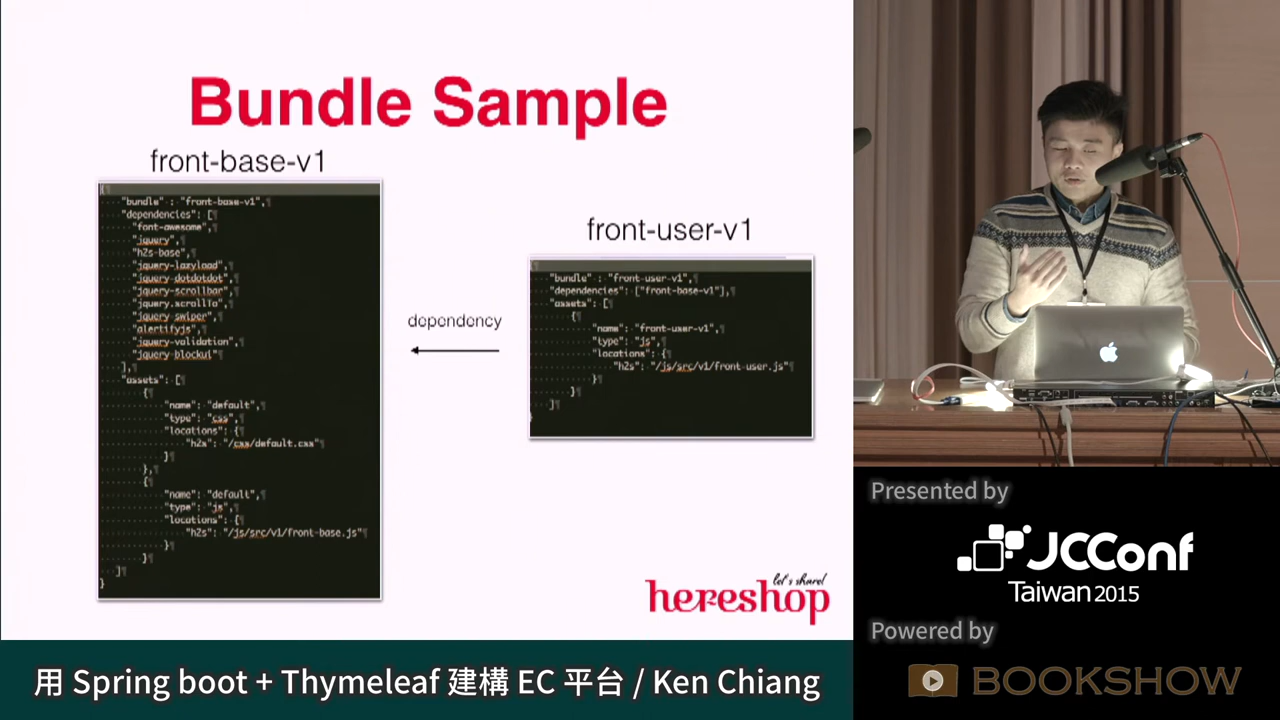 Bundle Sample
front-base-v1
{
"bundle" : "front-base-v1",
"dependencies": [
"font-awesome",
"jquery",
"h2s-base",
"jquery-lazyload",
"jquery-dotdotdot",
"jquery-scrollbar",
"jquery.scrollTo",
"jquery-swiper",
"alertifyjs",
"jquery-validation",
"jquery-blockui"
],
"assets": [
{
"name": "default",
"type": "css",
"locations": {
"h2s": "/css/default.css"
}
},
{
"name": "default",
"type": "js",
"locations": {
"h2s": "/js/src/v1/front-base.js"
}
}
]
}
dependency
front-user-v1
{
"bundle" : "front-user-v1",
"dependencies": ["front-base-v1"],
"assets": [
{
"name": "front-user-v1",
"type": "js",
"locations": {
"h2s": "/js/src/v1/front-user.js"
}
}
]
let's share!
hereshop
用 Spring boot + Thymeleaf 建構 EC 平台 / Ken Chiang
Presented by
JCConf
Taiwan 2015
Powered by
BOOKSHOW